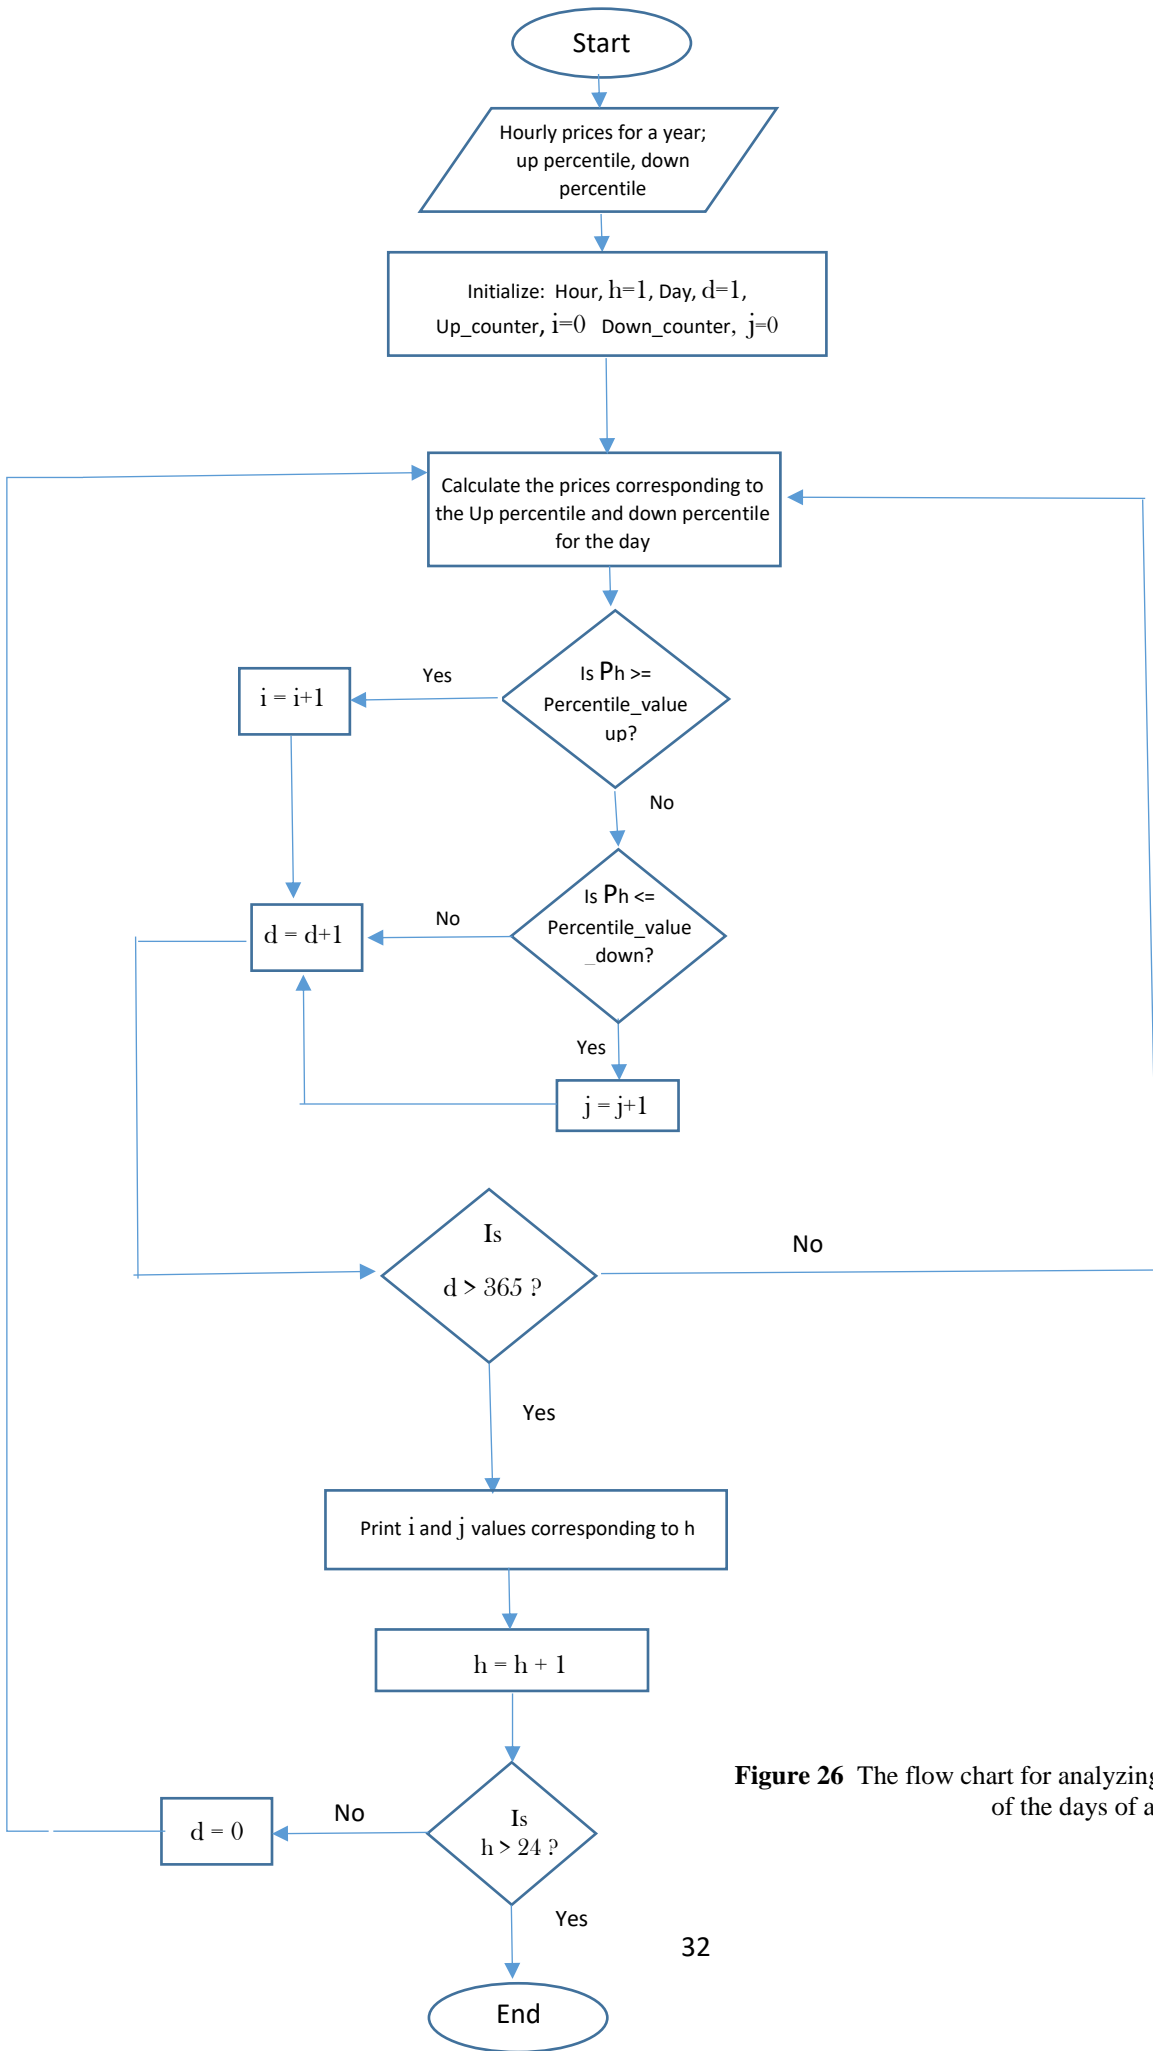 Start
Hourly prices for a year;
up percentile, down
percentile
Initialize: Hour, h=1, Day, d=1,
Up_counter, i=0 Down_counter, j=0
Calculate the prices corresponding to
the Up percentile and down percentile
for the day
Is Ph >=
Percentile_value
up?
Yes
i = i+1
No
Is Ph <=
Percentile_value
_down?
No
d = d+1
Yes
j = j+1
Is
d > 365 ?
No
Yes
Print i and j values corresponding to h
h = h + 1
Is
h > 24 ?
No
d = 0
Yes
End
Figure 26 The flow chart for analyzing
of the days of a
32